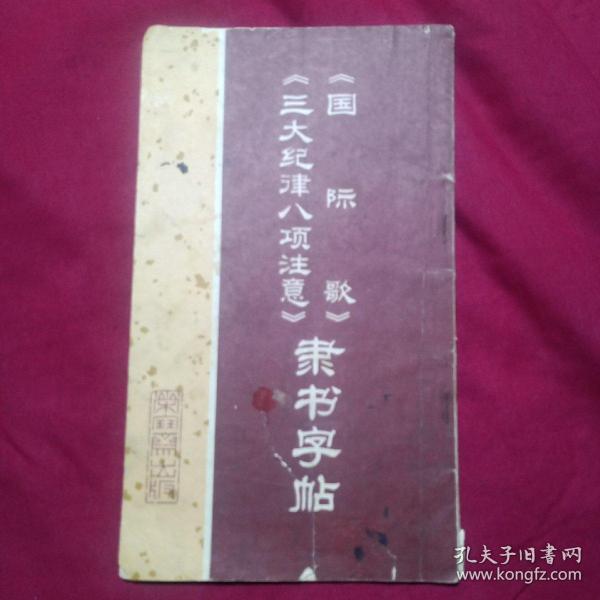 《国际歌》
《三大纪律八项注意》
隶书字帖
荣宝斋出版
孔夫子旧书网
www.kongfz.com